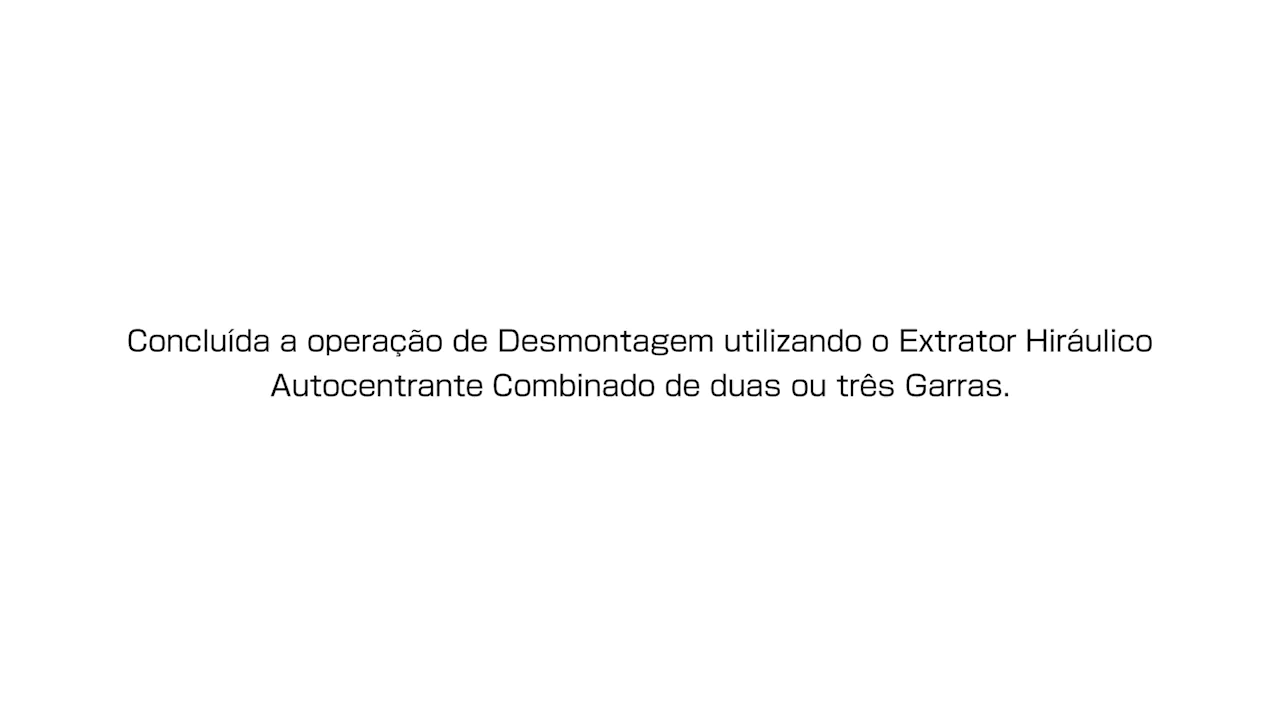 Concluída a operação de Desmontagem utilizando o Extrator Hiráulico
Autocentrante Combinado de duas ou três Garras.